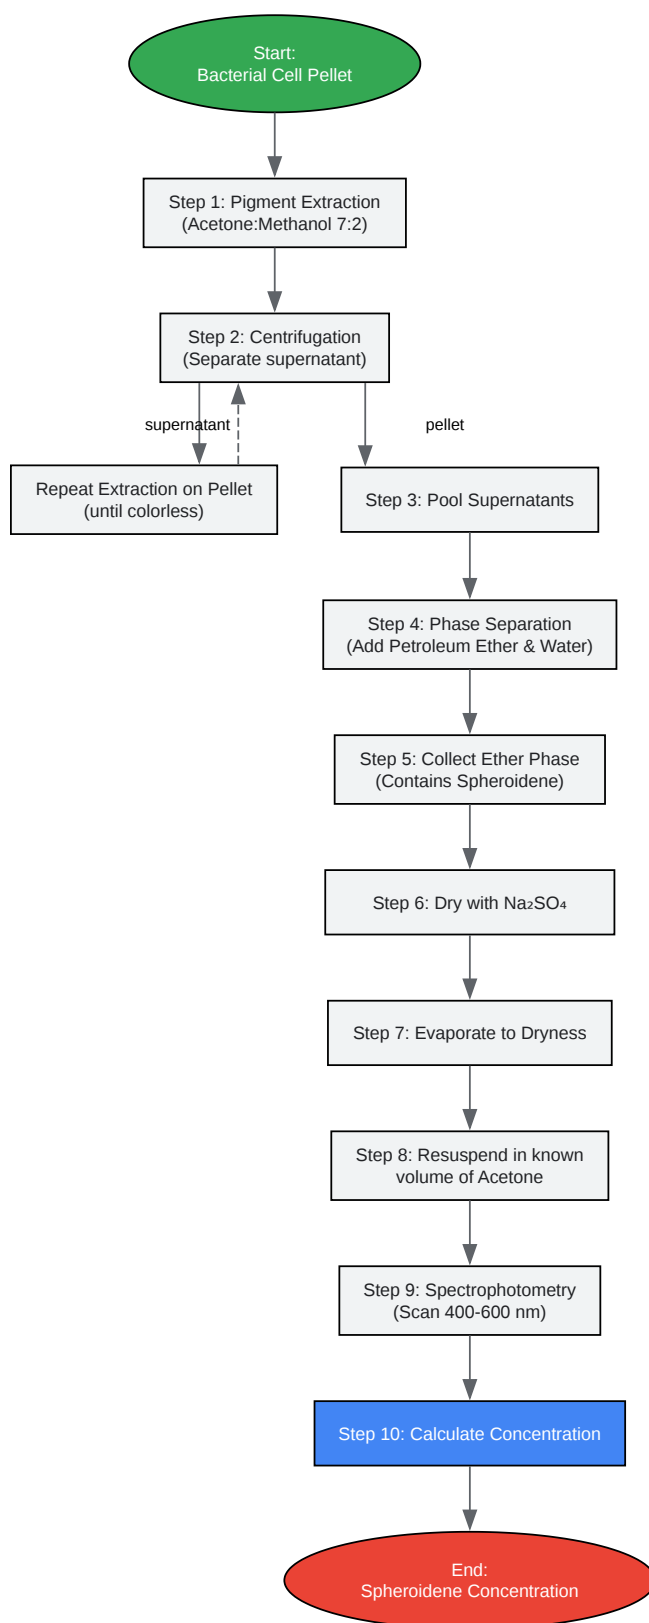 Start:
Bacterial Cell Pellet
Step 1: Pigment Extraction
(Acetone:Methanol 7:2)
Step 2: Centrifugation
(Separate supernatant)
supernatant
pellet
Repeat Extraction on Pellet
(until colorless)
Step 3: Pool Supernatants
Step 4: Phase Separation
(Add Petroleum Ether & Water)
Step 5: Collect Ether Phase
(Contains Spheroidene)
Step 6: Dry with Na₂SO₄
Step 7: Evaporate to Dryness
Step 8: Resuspend in known
volume of Acetone
Step 9: Spectrophotometry
(Scan 400-600 nm)
Step 10: Calculate Concentration
End:
Spheroidene Concentration